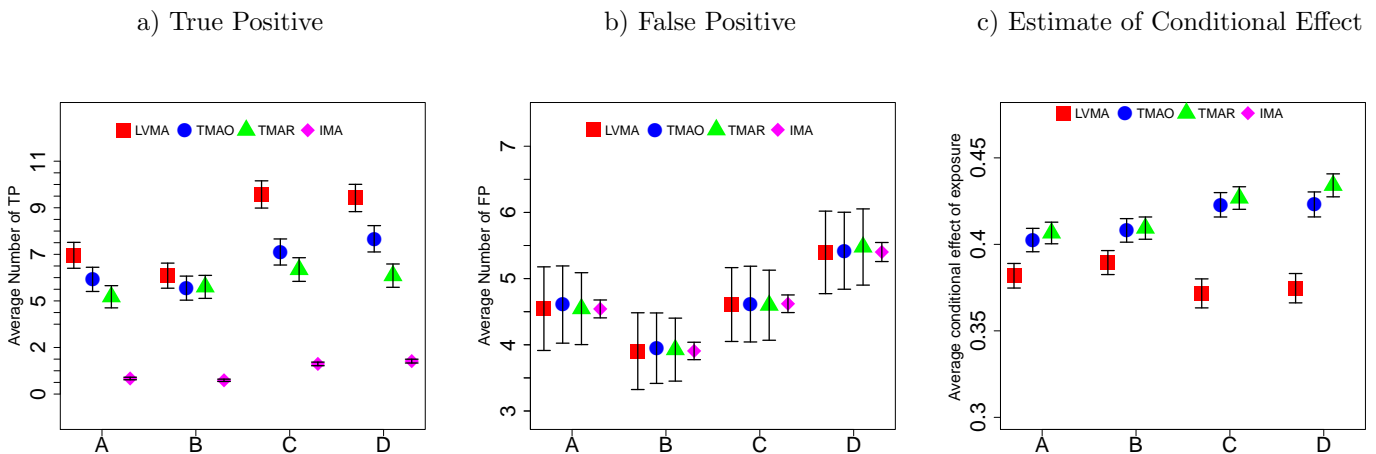 a) True Positive
b) False Positive
c) Estimate of Conditional Effect
LVMA TMAO TMAR IMA
Average Number of TP
11
9
7
5
2
0
A B C D
LVMA TMAO TMAR IMA
Average Number of FP
7
6
5
4
3
A B C D
LVMA TMAO TMAR IMA
Average conditional effect of exposure
0.45
0.4
0.35
0.3
A B C D